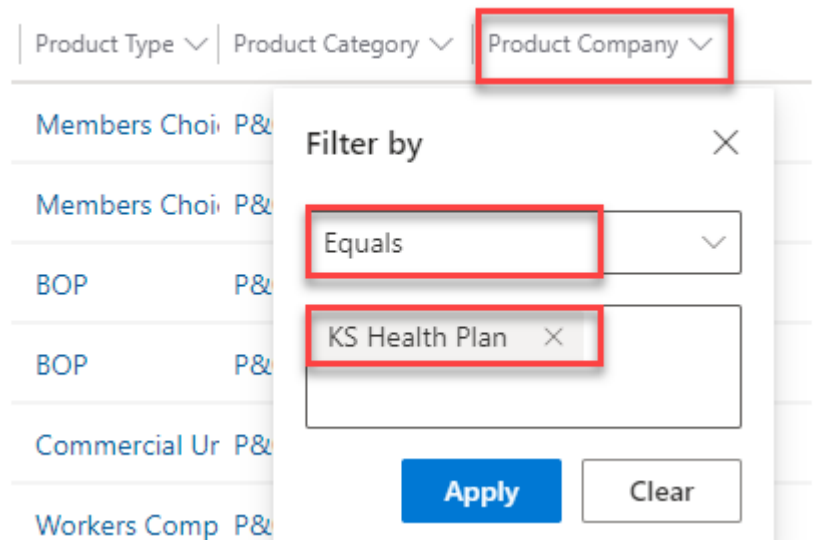 Product Type Product Category Product Company
Members Choi P&
Filter by
Members Choi P&
Equals
BOP P&
KS Health Plan
BOP P&
Commercial Ur P&
Apply Clear
Workers Comp P&